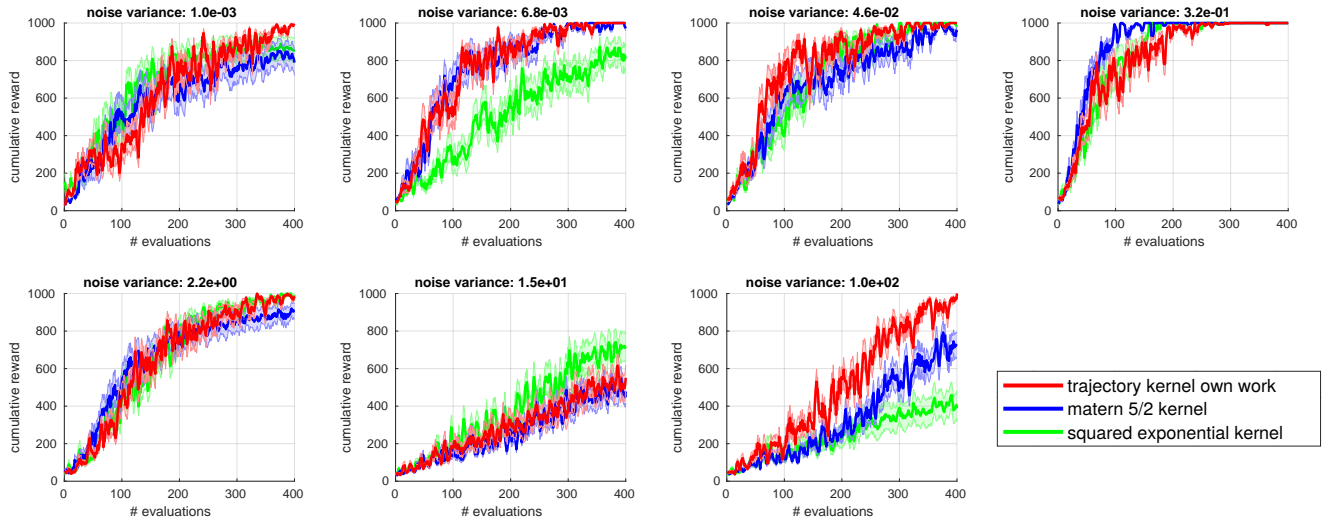 noise variance: 1.0e-03
1000
800
600
400
200
0
cumulative reward
0 100 200 300 400
# evaluations
noise variance: 6.8e-03
1000
800
600
400
200
0
cumulative reward
0 100 200 300 400
# evaluations
noise variance: 4.6e-02
1000
800
600
400
200
0
cumulative reward
0 100 200 300 400
# evaluations
noise variance: 3.2e-01
1000
800
600
400
200
0
cumulative reward
0 100 200 300 400
# evaluations
noise variance: 2.2e+00
1000
800
600
400
200
0
cumulative reward
0 100 200 300 400
# evaluations
noise variance: 1.5e+01
1000
800
600
400
200
0
cumulative reward
0 100 200 300 400
# evaluations
noise variance: 1.0e+02
1000
800
600
400
200
0
cumulative reward
0 100 200 300 400
# evaluations
trajectory kernel own work
matern 5/2 kernel
squared exponential kernel